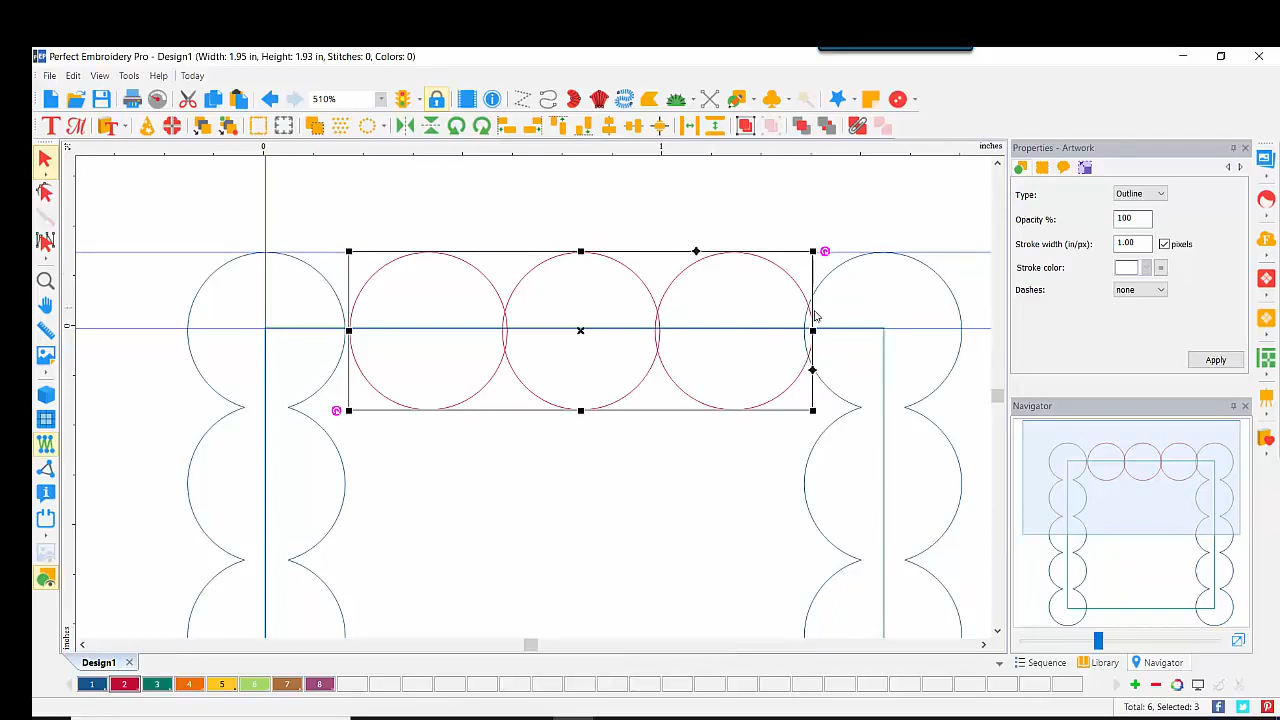 Perfect Embroidery Pro - Design1 (Width: 1.95 in, Height: 1.93 in, Stitches: 0, Colors: 0)
File Edit View Tools Help Today
510%
0 1 inches
0
inches
Properties - Artwork
Type: Outline
Opacity %: 100
Stroke width (in/px): 1.00 pixels
Stroke color:
Dashes: none
Apply
Navigator
Sequence Library Navigator
Design1
1 2 3 4 5 6 7 8
Total: 6, Selected: 3